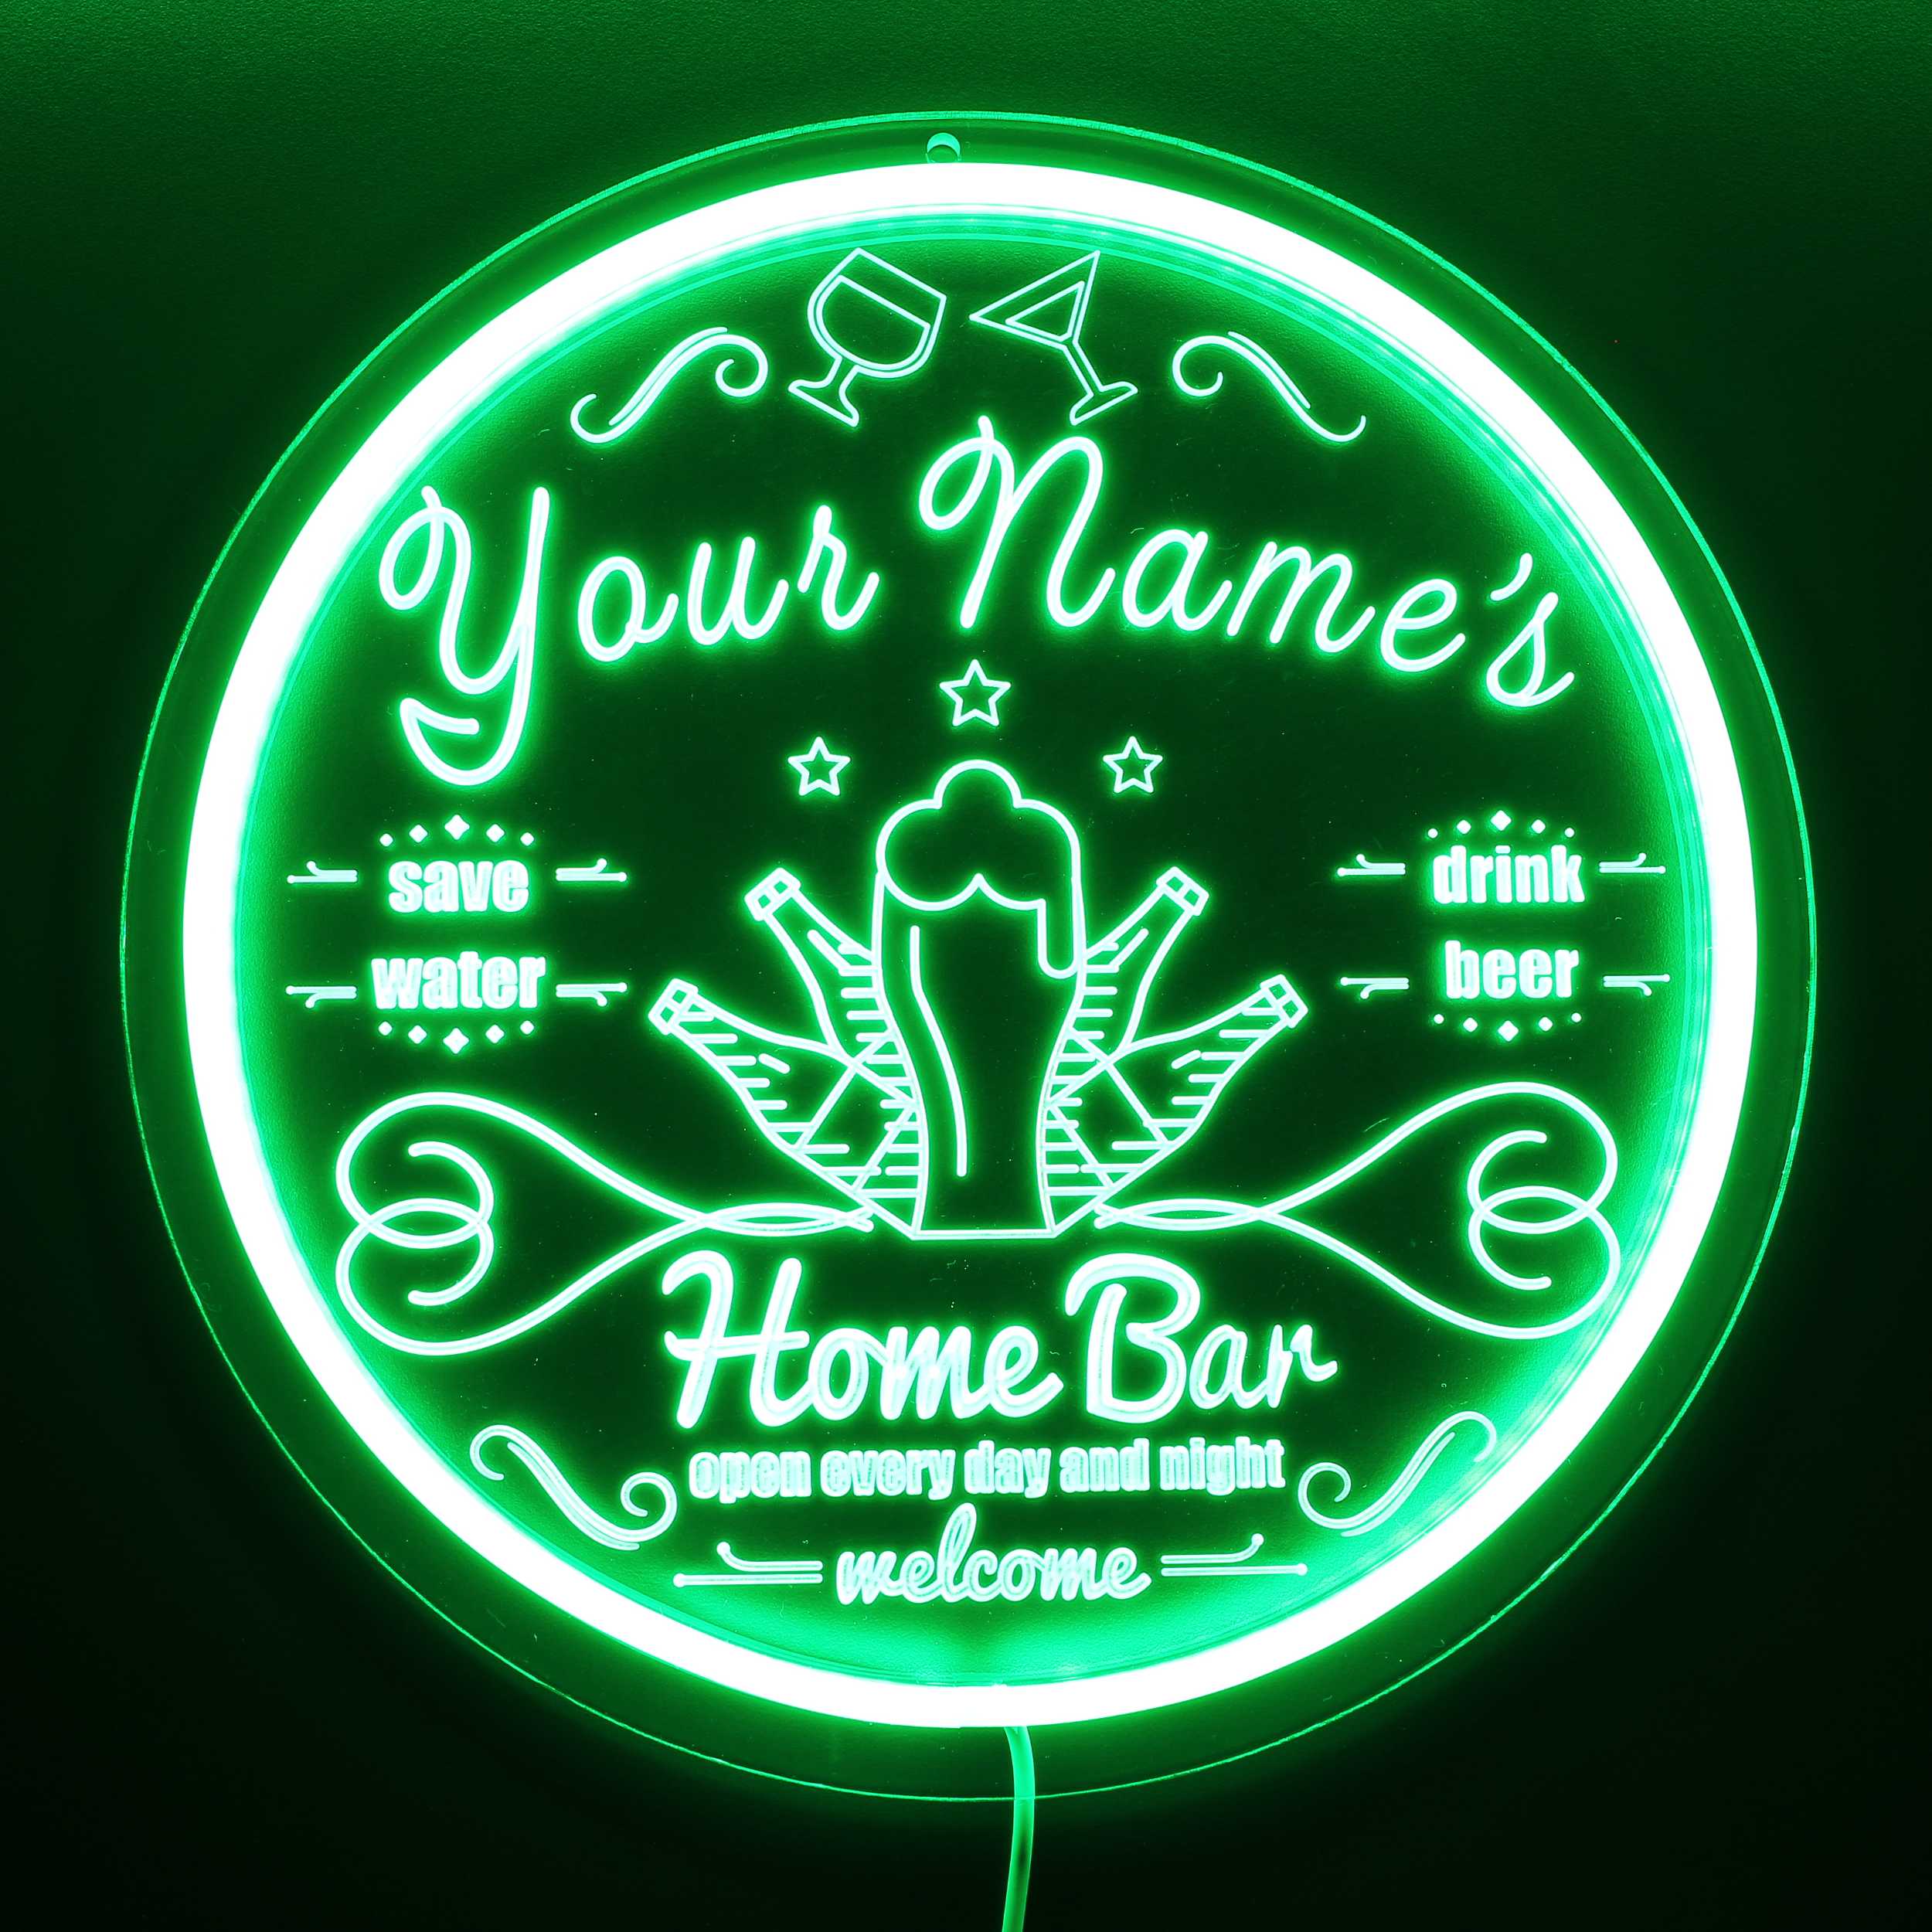 Your Name's
save
water
drink
beer
Home Bar
open every day and night
welcome